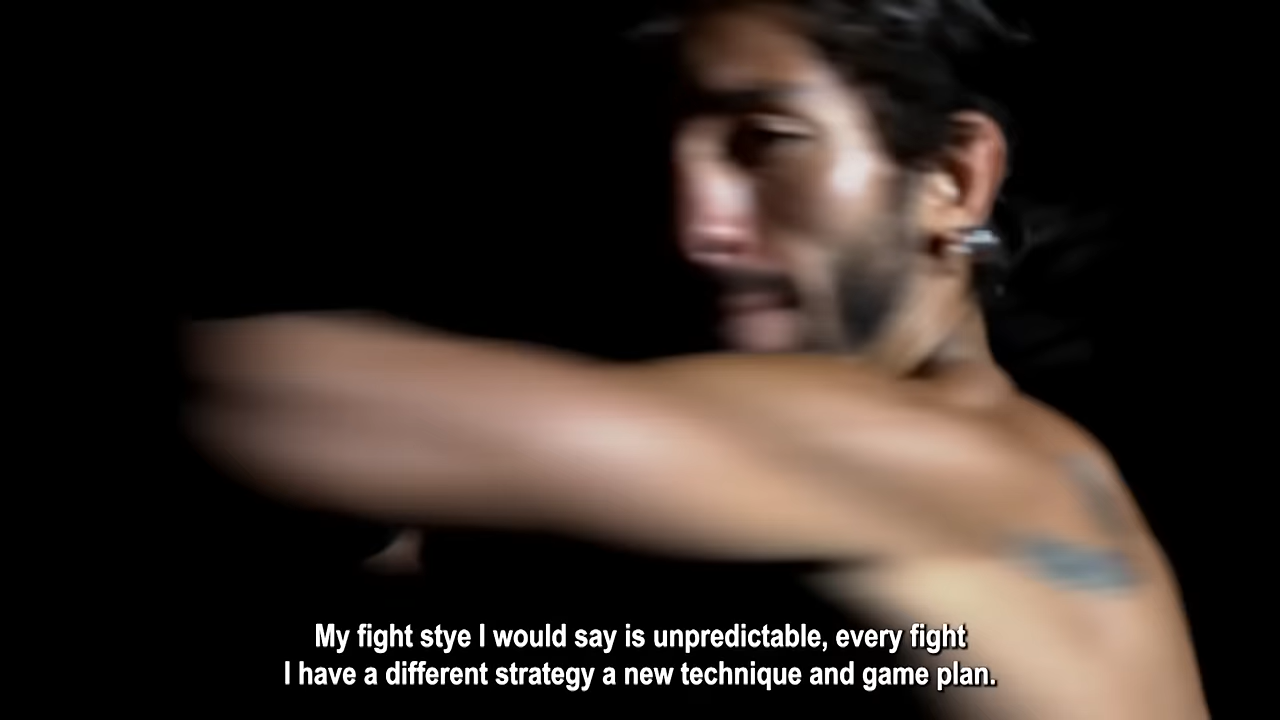 My fight stye I would say is unpredictable, every fight
I have a different strategy a new technique and game plan.